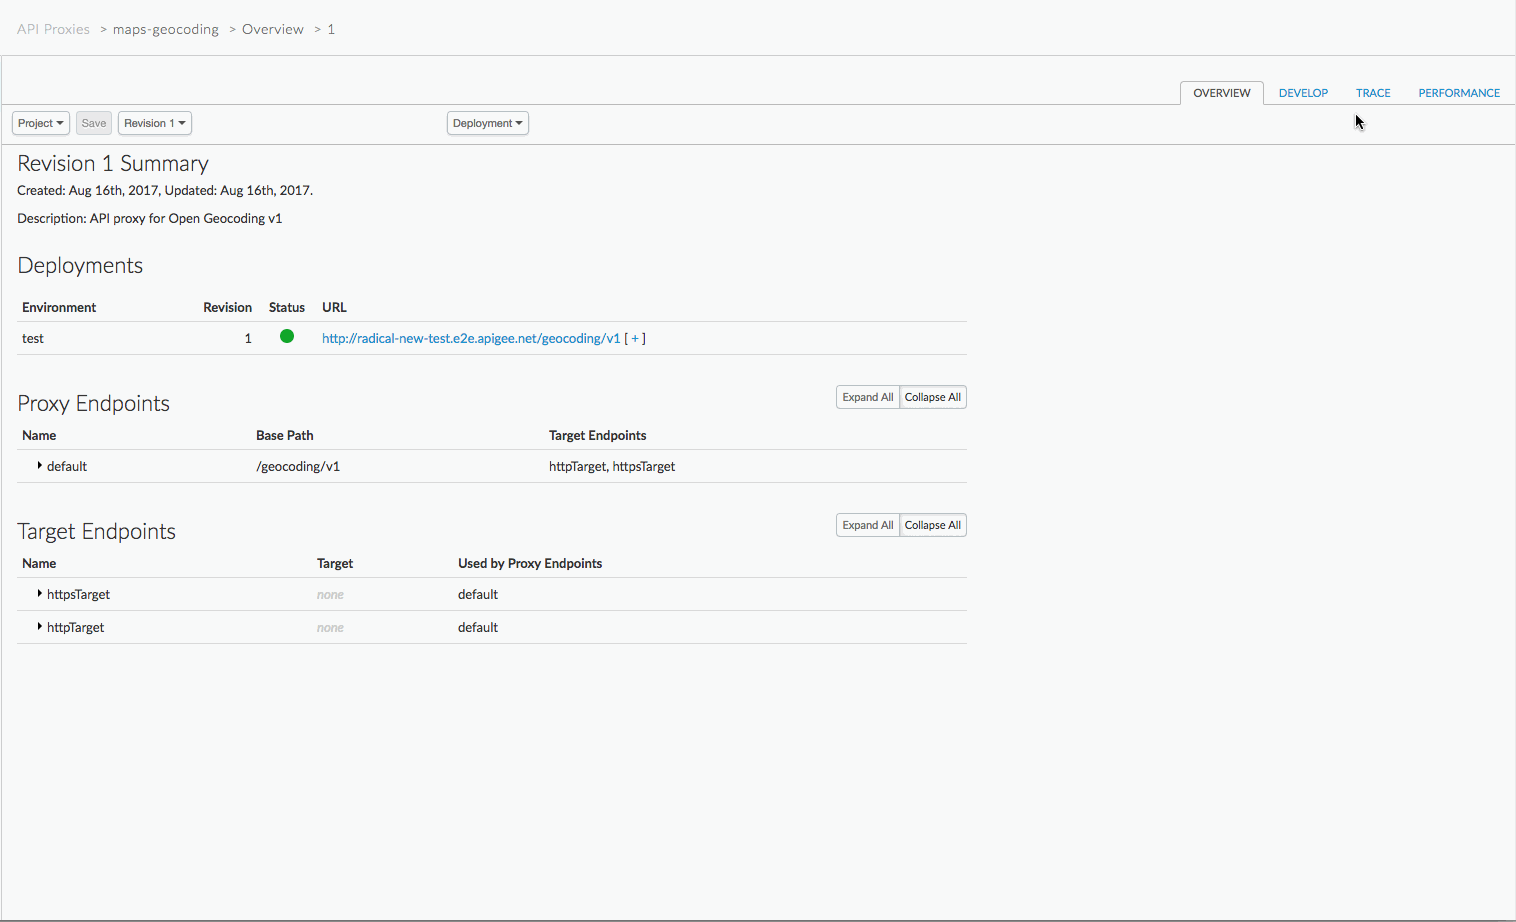 API Proxies > maps-geocoding > Overview > 1
OVERVIEW DEVELOP TRACE PERFORMANCE
Project Save Revision 1 Deployment
Revision 1 Summary
Created: Aug 16th, 2017, Updated: Aug 16th, 2017.
Description: API proxy for Open Geocoding v1
Deployments
Environment Revision Status URL
test 1 http://radical-new-test.e2e.apigee.net/geocoding/v1 [ + ]
Proxy Endpoints Expand All Collapse All
Name Base Path Target Endpoints
default /geocoding/v1 httpTarget, httpsTarget
Target Endpoints Expand All Collapse All
Name Target Used by Proxy Endpoints
httpsTarget none default
httpTarget none default